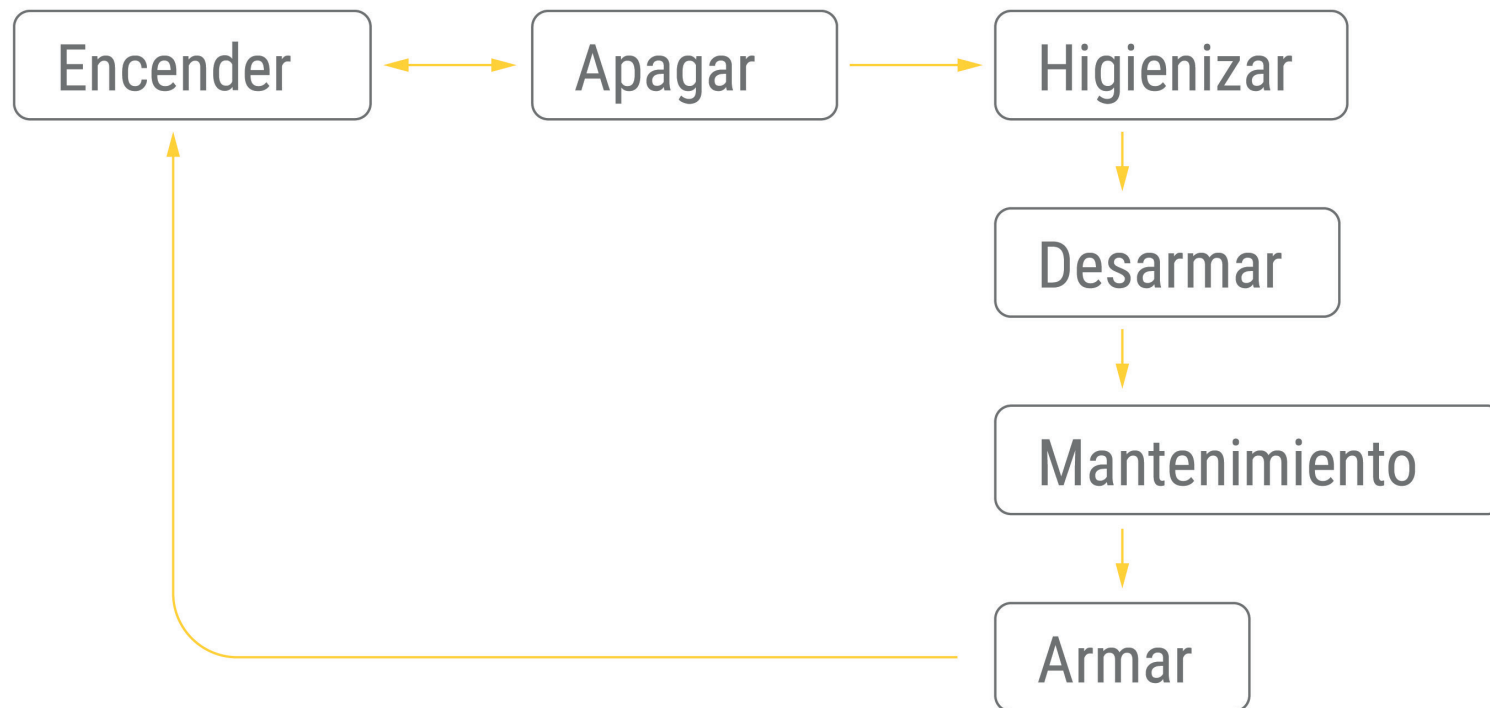 Encender
Apagar
Higienizar
Desarmar
Mantenimiento
Armar